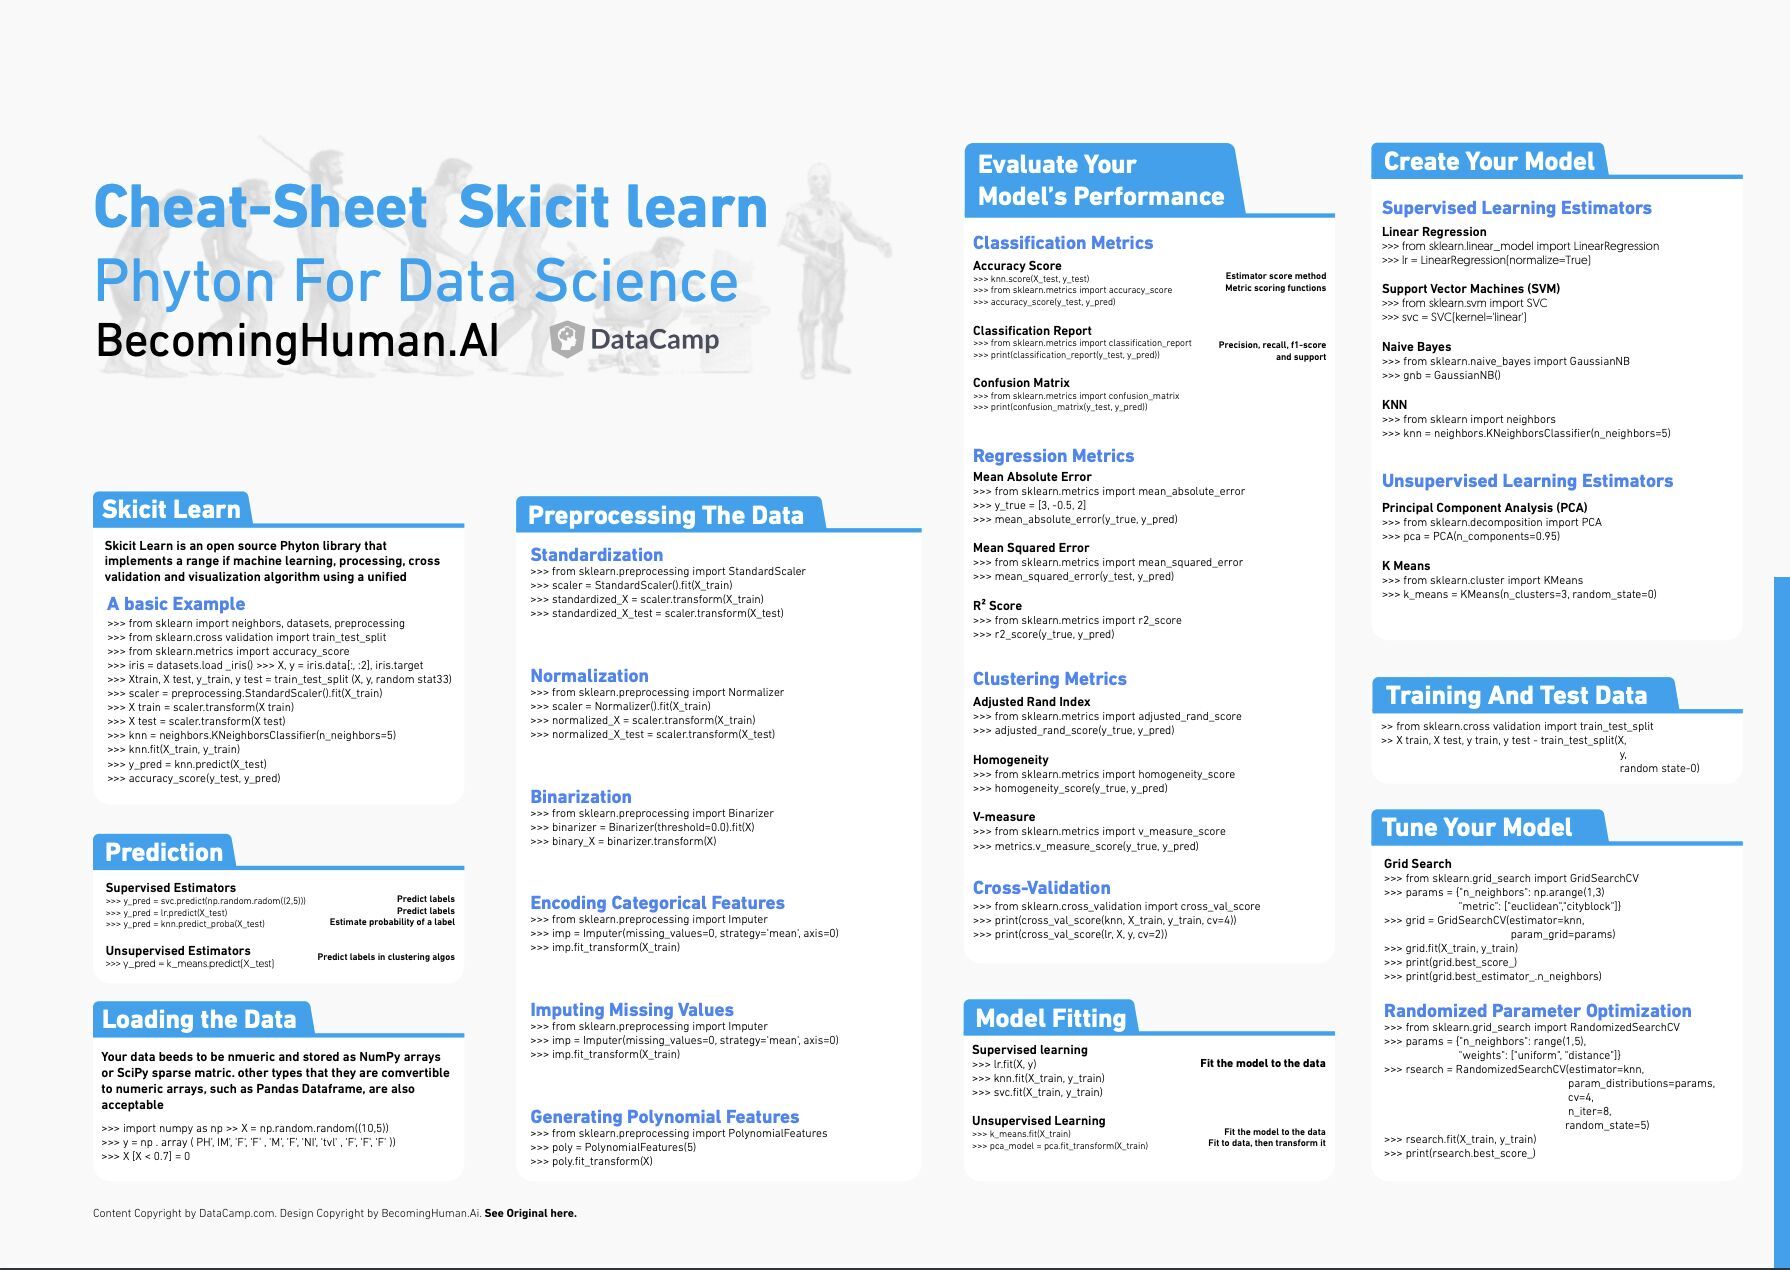 Cheat-Sheet Skicit learn
Phyton For Data Science
BecomingHuman.AI
DataCamp
Skicit Learn
Skicit Learn is an open source Phyton library that
implements a range if machine learning, processing, cross
validation and visualization algorithm using a unified
A basic Example
>>> from sklearn import neighbors, datasets, preprocessing
>>> from sklearn.cross validation import train_test_split
>>> from sklearn.metrics import accuracy_score
>>> iris = datasets.load _iris() >>> X, y = iris.data[:, :2], iris.target
>>> Xtrain, X test, y_train, y test = train_test_split (X, y, random stat33)
>>> scaler = preprocessing.StandardScaler().fit(X_train)
>>> X train = scaler.transform(X train)
>>> X test = scaler.transform(X test)
>>> knn = neighbors.KNeighborsClassifier(n_neighbors=5)
>>> knn.fit(X_train, y_train)
>>> y_pred = knn.predict(X_test)
>>> accuracy_score(y_test, y_pred)
Prediction
Supervised Estimators
>>> y_pred = svc.predict(np.random.radom((2,5))) Predict labels
>>> y_pred = lr.predict(X_test) Predict labels
>>> y_pred = knn.predict_proba(X_test) Estimate probability of a label
Unsupervised Estimators
>>> y_pred = k_means.predict(X_test) Predict labels in clustering algos
Loading the Data
Your data beeds to be nmueric and stored as NumPy arrays
or SciPy sparse matric. other types that they are comvertible
to numeric arrays, such as Pandas Dataframe, are also
acceptable
>>> import numpy as np >> X = np.random.random((10,5))
>>> y = np . array ( PH', IM', 'F', 'F' , 'M', 'F', 'NI', 'tvl' , 'F', 'F', 'F' ))
>>> X [X < 0.7] = 0
Preprocessing The Data
Standardization
>>> from sklearn.preprocessing import StandardScaler
>>> scaler = StandardScaler().fit(X_train)
>>> standardized_X = scaler.transform(X_train)
>>> standardized_X_test = scaler.transform(X_test)
Normalization
>>> from sklearn.preprocessing import Normalizer
>>> scaler = Normalizer().fit(X_train)
>>> normalized_X = scaler.transform(X_train)
>>> normalized_X_test = scaler.transform(X_test)
Binarization
>>> from sklearn.preprocessing import Binarizer
>>> binarizer = Binarizer(threshold=0.0).fit(X)
>>> binary_X = binarizer.transform(X)
Encoding Categorical Features
>>> from sklearn.preprocessing import Imputer
>>> imp = Imputer(missing_values=0, strategy='mean', axis=0)
>>> imp.fit_transform(X_train)
Imputing Missing Values
>>> from sklearn.preprocessing import Imputer
>>> imp = Imputer(missing_values=0, strategy='mean', axis=0)
>>> imp.fit_transform(X_train)
Generating Polynomial Features
>>> from sklearn.preprocessing import PolynomialFeatures
>>> poly = PolynomialFeatures(5)
>>> poly.fit_transform(X)
Evaluate Your
Model's Performance
Classification Metrics
Accuracy Score
>>> knn.score(X_test, y_test) Estimator score method
>>> from sklearn.metrics import accuracy_score Metric scoring functions
>>> accuracy_score(y_test, y_pred)
Classification Report
>>> from sklearn.metrics import classification_report Precision, recall, f1-score
>>> print(classification_report(y_test, y_pred)) and support
Confusion Matrix
>>> from sklearn.metrics import confusion_matrix
>>> print(confusion_matrix(y_test, y_pred))
Regression Metrics
Mean Absolute Error
>>> from sklearn.metrics import mean_absolute_error
>>> y_true = [3, -0.5, 2]
>>> mean_absolute_error(y_true, y_pred)
Mean Squared Error
>>> from sklearn.metrics import mean_squared_error
>>> mean_squared_error(y_test, y_pred)
R² Score
>>> from sklearn.metrics import r2_score
>>> r2_score(y_true, y_pred)
Clustering Metrics
Adjusted Rand Index
>>> from sklearn.metrics import adjusted_rand_score
>>> adjusted_rand_score(y_true, y_pred)
Homogeneity
>>> from sklearn.metrics import homogeneity_score
>>> homogeneity_score(y_true, y_pred)
V-measure
>>> from sklearn.metrics import v_measure_score
>>> metrics.v_measure_score(y_true, y_pred)
Cross-Validation
>>> from sklearn.cross_validation import cross_val_score
>>> print(cross_val_score(knn, X_train, y_train, cv=4))
>>> print(cross_val_score(lr, X, y, cv=2))
Model Fitting
Supervised learning
>>> lr.fit(X, y) Fit the model to the data
>>> knn.fit(X_train, y_train)
>>> svc.fit(X_train, y_train)
Unsupervised Learning
>>> k_means.fit(X_train) Fit the model to the data
>>> pca_model = pca.fit_transform(X_train) Fit to data, then transform it
Create Your Model
Supervised Learning Estimators
Linear Regression
>>> from sklearn.linear_model import LinearRegression
>>> lr = LinearRegression(normalize=True)
Support Vector Machines (SVM)
>>> from sklearn.svm import SVC
>>> svc = SVC(kernel='linear')
Naive Bayes
>>> from sklearn.naive_bayes import GaussianNB
>>> gnb = GaussianNB()
KNN
>>> from sklearn import neighbors
>>> knn = neighbors.KNeighborsClassifier(n_neighbors=5)
Unsupervised Learning Estimators
Principal Component Analysis (PCA)
>>> from sklearn.decomposition import PCA
>>> pca = PCA(n_components=0.95)
K Means
>>> from sklearn.cluster import KMeans
>>> k_means = KMeans(n_clusters=3, random_state=0)
Training And Test Data
>> from sklearn.cross validation import train_test_split
>> X train, X test, y train, y test - train_test_split(X,
y,
random state-0)
Tune Your Model
Grid Search
>>> from sklearn.grid_search import GridSearchCV
>>> params = {"n_neighbors": np.arange(1,3)
"metric": ["euclidean","cityblock"]}
>>> grid = GridSearchCV(estimator=knn,
param_grid=params)
>>> grid.fit(X_train, y_train)
>>> print(grid.best_score_)
>>> print(grid.best_estimator_.n_neighbors)
Randomized Parameter Optimization
>>> from sklearn.grid_search import RandomizedSearchCV
>>> params = {"n_neighbors": range(1,5),
"weights": ["uniform", "distance"]}
>>> rsearch = RandomizedSearchCV(estimator=knn,
param_distributions=params,
cv=4,
n_iter=8,
random_state=5)
>>> rsearch.fit(X_train, y_train)
>>> print(rsearch.best_score_)
Content Copyright by DataCamp.com. Design Copyright by BecomingHuman.Ai. See Original here.